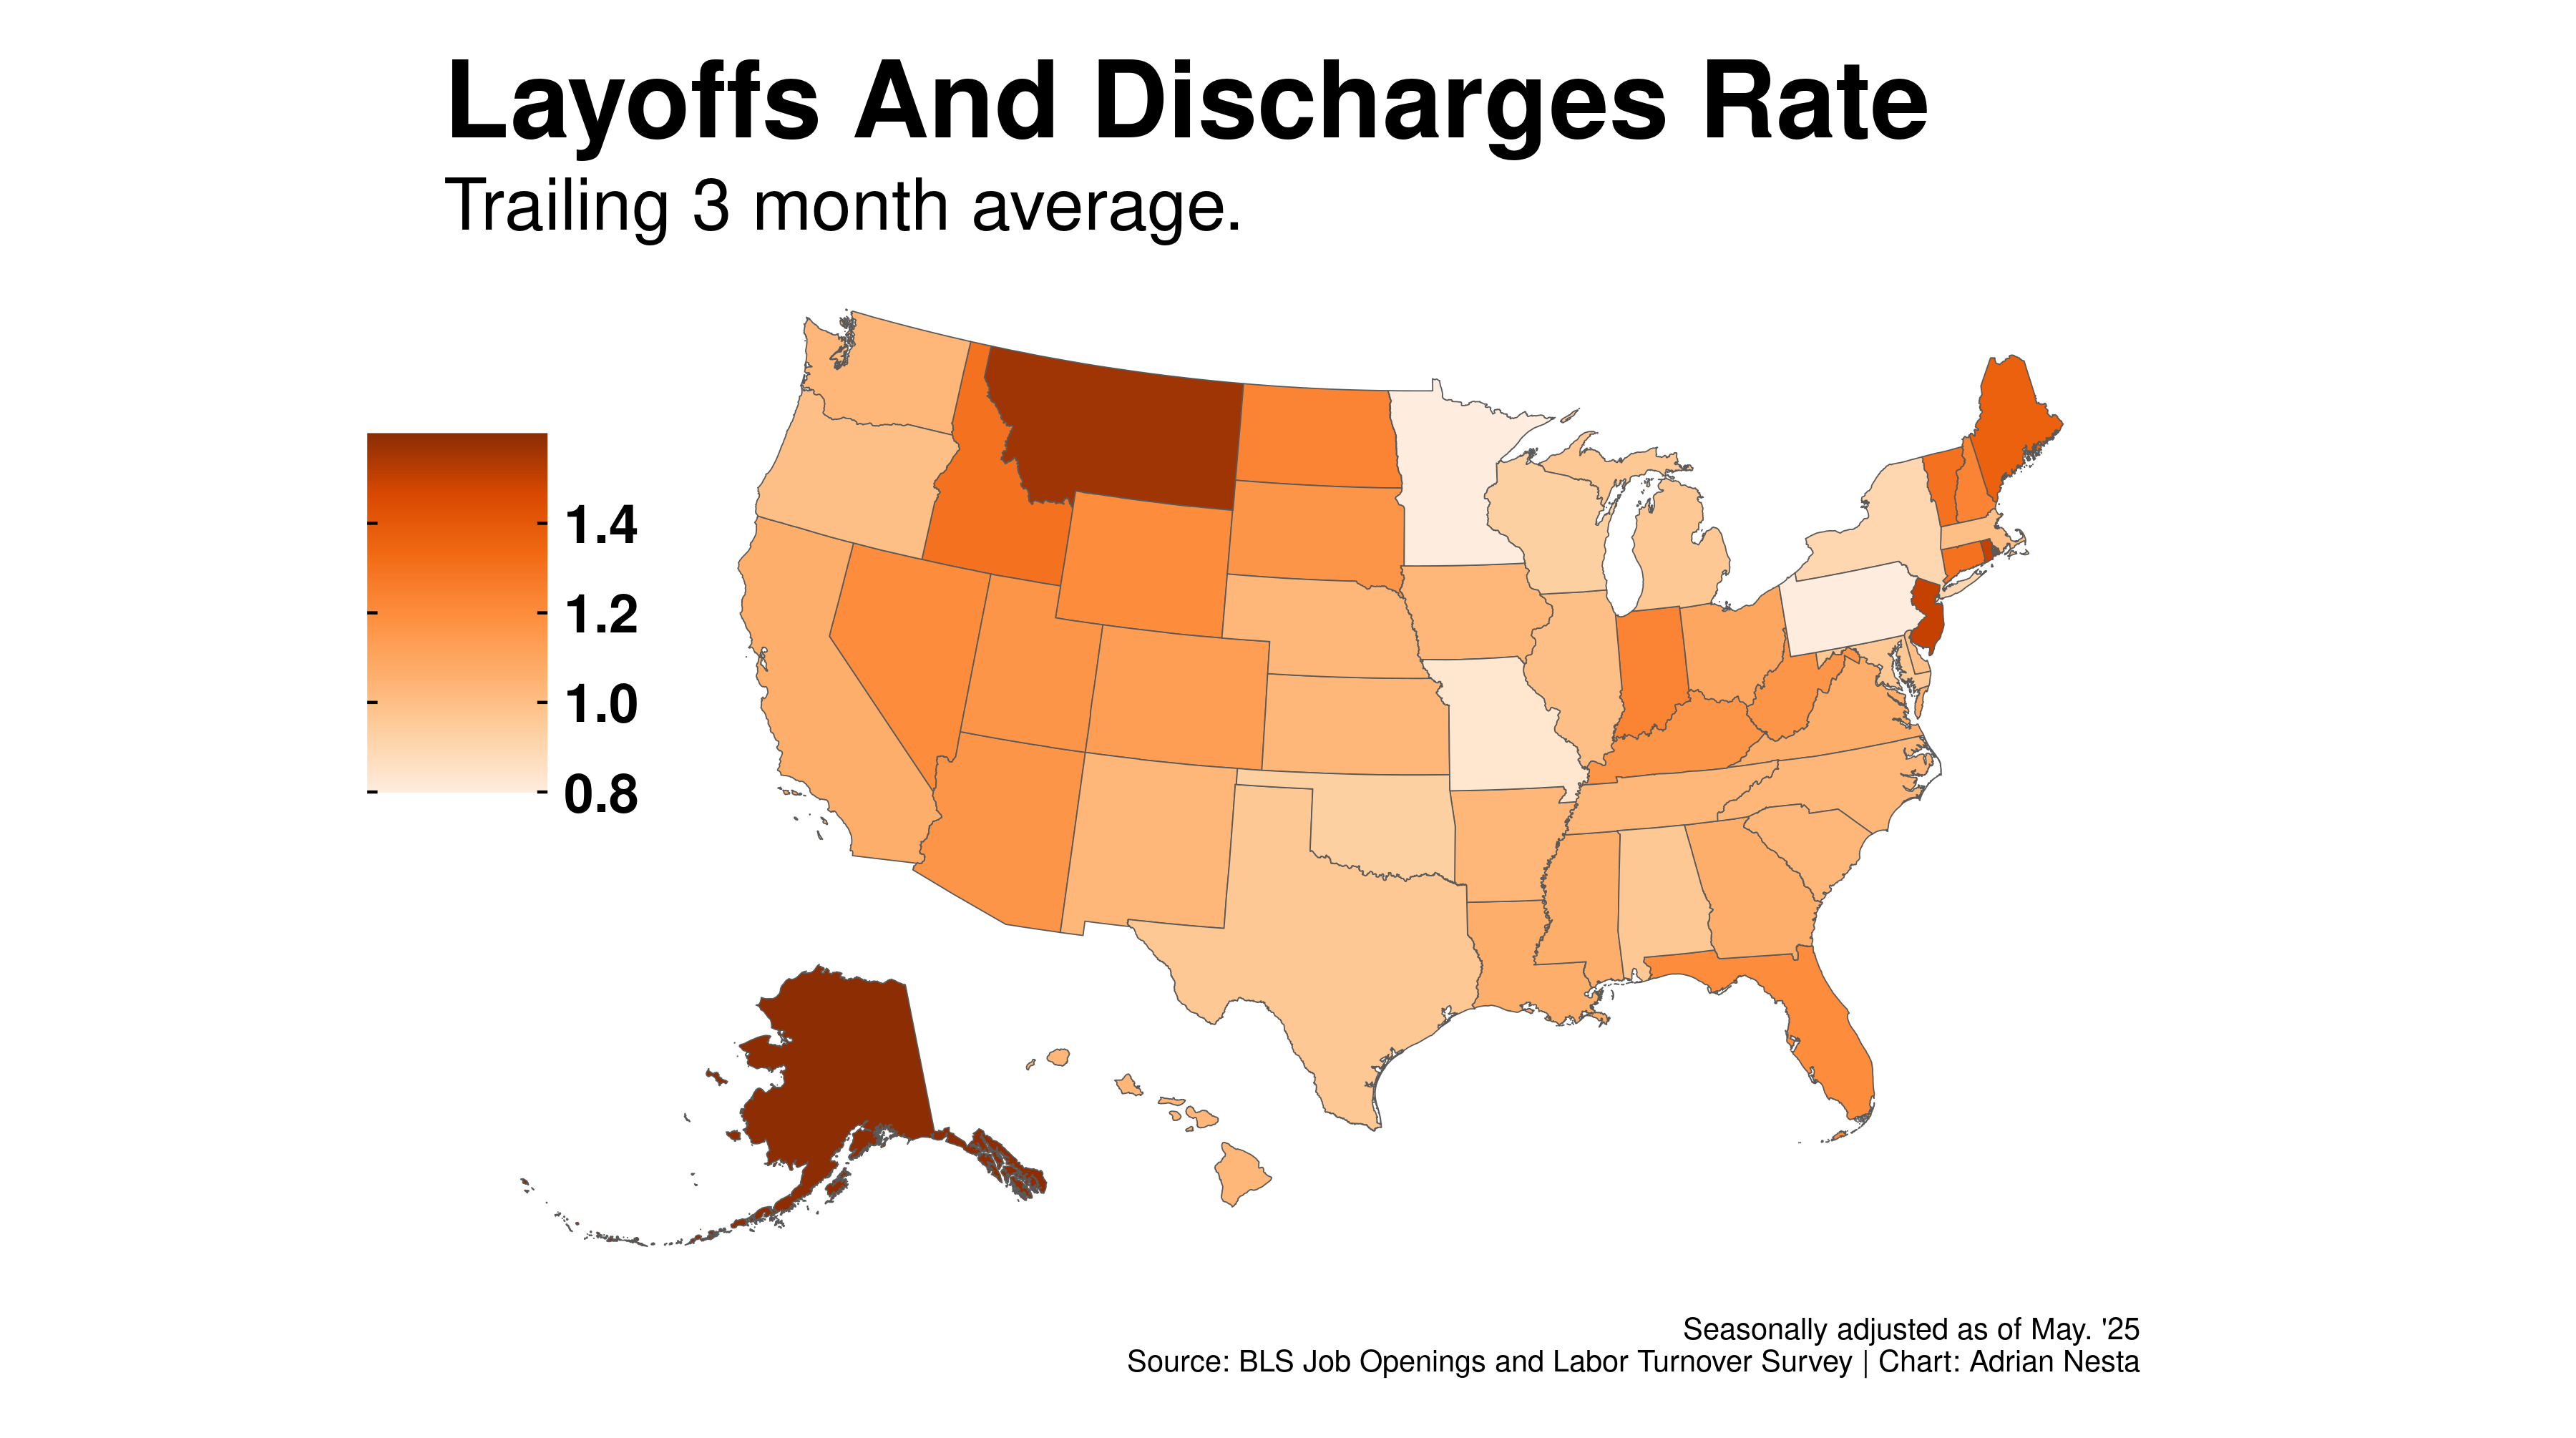 Layoffs And Discharges Rate
Trailing 3 month average.
1.4
1.2
1.0
0.8
Seasonally adjusted as of May. '25
Source: BLS Job Openings and Labor Turnover Survey | Chart: Adrian Nesta